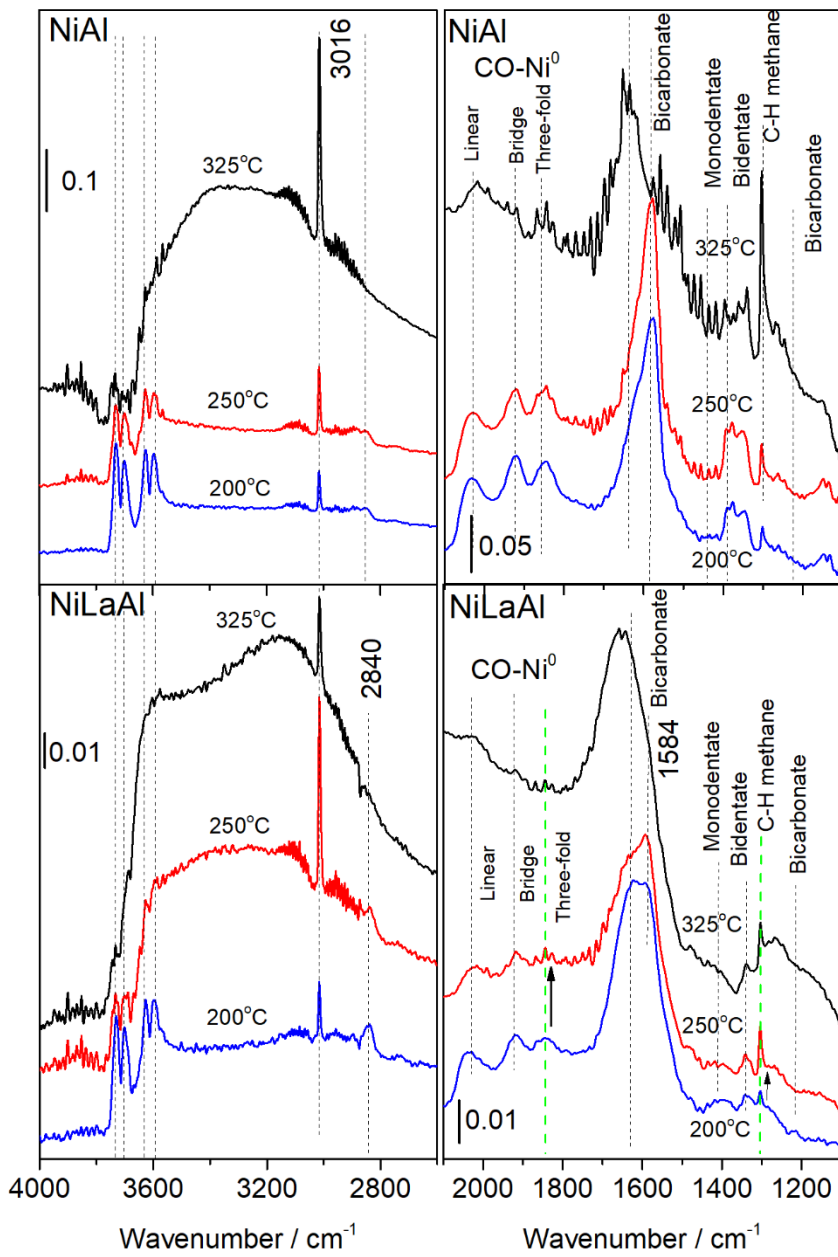 NiAl
3016
325°C
0.1
250°C
200°C
NiAl
CO-Ni⁰
Linear
Bridge
Three-fold
Bicarbonate
Monodentate
Bidentate
C-H methane
Bicarbonate
325°C
250°C
200°C
0.05
NiLaAl
325°C
2840
0.01
250°C
200°C
NiLaAl
CO-Ni⁰
Bicarbonate
1584
Linear
Bridge
Three-fold
Monodentate
Bidentate
C-H methane
Bicarbonate
325°C
250°C
200°C
0.01
4000 3600 3200 2800
2000 1800 1600 1400 1200
Wavenumber / cm⁻¹
Wavenumber / cm⁻¹